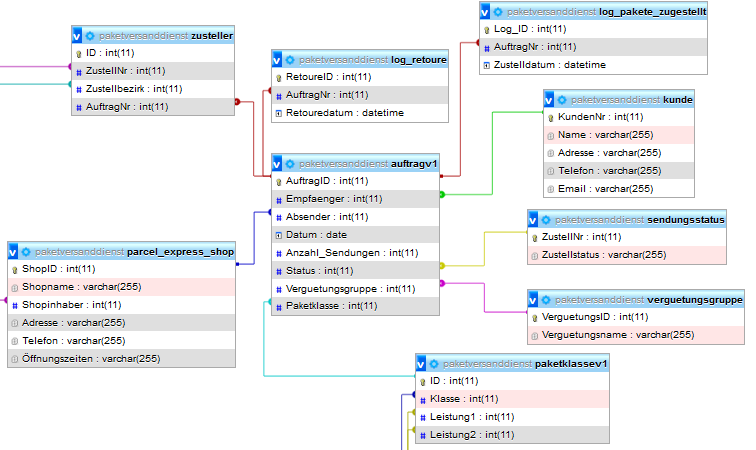 paketversanddienst zusteller
ID : int(11)
ZustellNr : int(11)
Zustellbezirk : int(11)
AuftragNr : int(11)
paketversanddienst log_retoure
RetoureID : int(11)
AuftragNr : int(11)
Retouredatum : datetime
paketversanddienst log_pakete_zugestellt
Log_ID : int(11)
AuftragNr : int(11)
Zustelldatum : datetime
paketversanddienst kunde
KundenNr : int(11)
Name : varchar(255)
Adresse : varchar(255)
Telefon : varchar(255)
Email : varchar(255)
paketversanddienst auftragv1
AuftragID : int(11)
Empfaenger : int(11)
Absender : int(11)
Datum : date
Anzahl_Sendungen : int(11)
Status : int(11)
Verguetungsgruppe : int(11)
Paketklasse : int(11)
paketversanddienst sendungsstatus
ZustellNr : int(11)
Zustellstatus : varchar(255)
paketversanddienst parcel_express_shop
ShopID : int(11)
Shopname : varchar(255)
Shopinhaber : int(11)
Adresse : varchar(255)
Telefon : varchar(255)
Öffnungszeiten : varchar(255)
paketversanddienst verguetungsgruppe
VerguetungsID : int(11)
Verguetungsname : varchar(255)
paketversanddienst paketklassev1
ID : int(11)
Klasse : int(11)
Leistung1 : int(11)
Leistung2 : int(11)